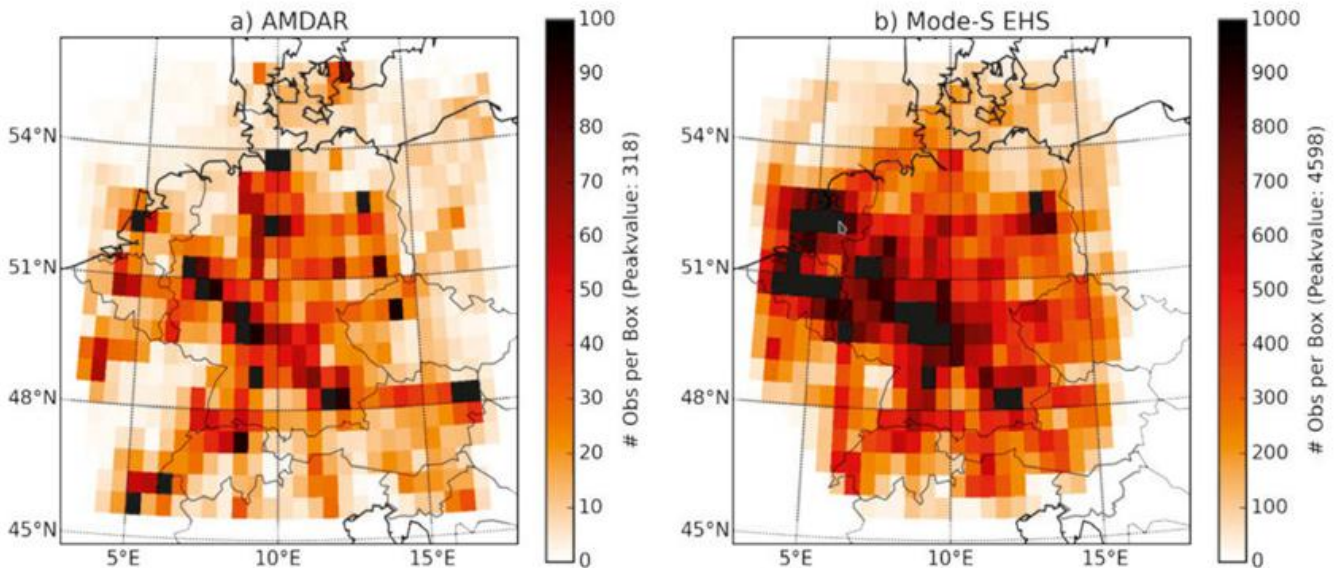 a) AMDAR
100
90
80
70
60
50
40
30
20
10
0
# Obs per Box (Peakvalue: 318)
54°N
51°N
48°N
45°N
5°E
10°E
15°E
b) Mode-S EHS
1000
900
800
700
600
500
400
300
200
100
0
# Obs per Box (Peakvalue: 4598)
54°N
51°N
48°N
45°N
5°E
10°E
15°E